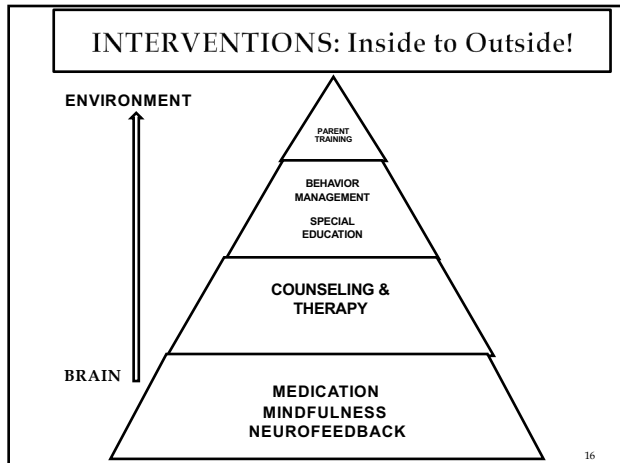 INTERVENTIONS: Inside to Outside!
ENVIRONMENT
PARENT
TRAINING
BEHAVIOR
MANAGEMENT
SPECIAL
EDUCATION
COUNSELING &
THERAPY
BRAIN
MEDICATION
MINDFULNESS
NEUROFEEDBACK
16